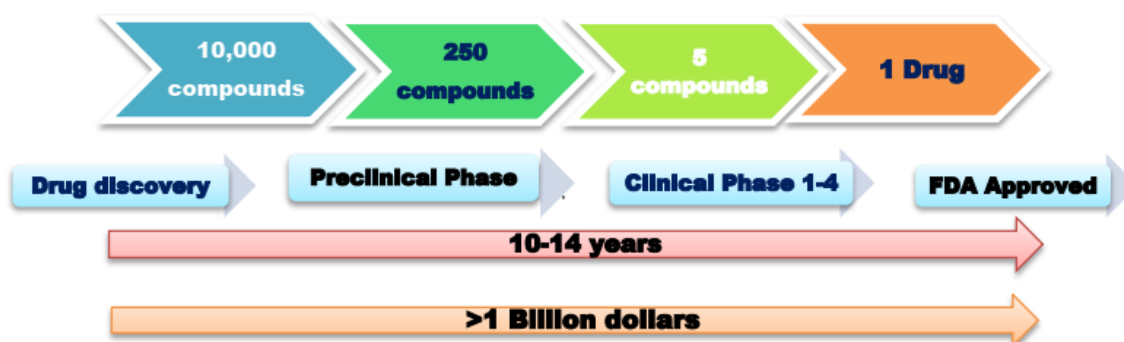 10,000
compounds
250
compounds
5
compounds
1 Drug
Drug discovery
Preclinical Phase
Clinical Phase 1-4
FDA Approved
10-14 years
>1 Billion dollars